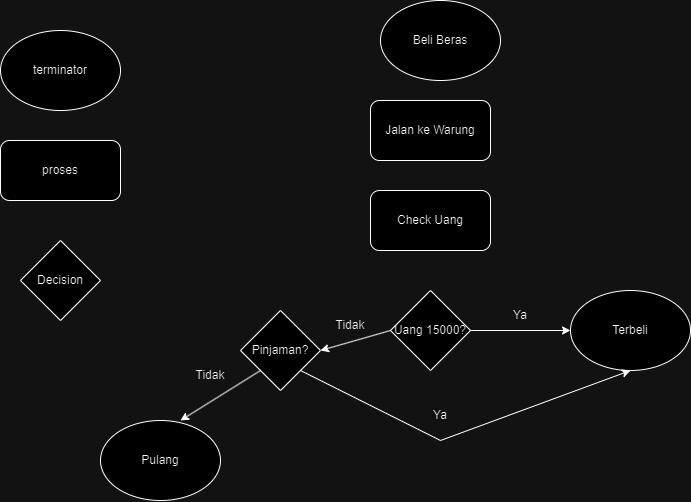 terminator
proses
Decision
Beli Beras
Jalan ke Warung
Check Uang
Uang 15000?
Ya
Terbeli
Tidak
Pinjaman?
Tidak
Ya
Pulang